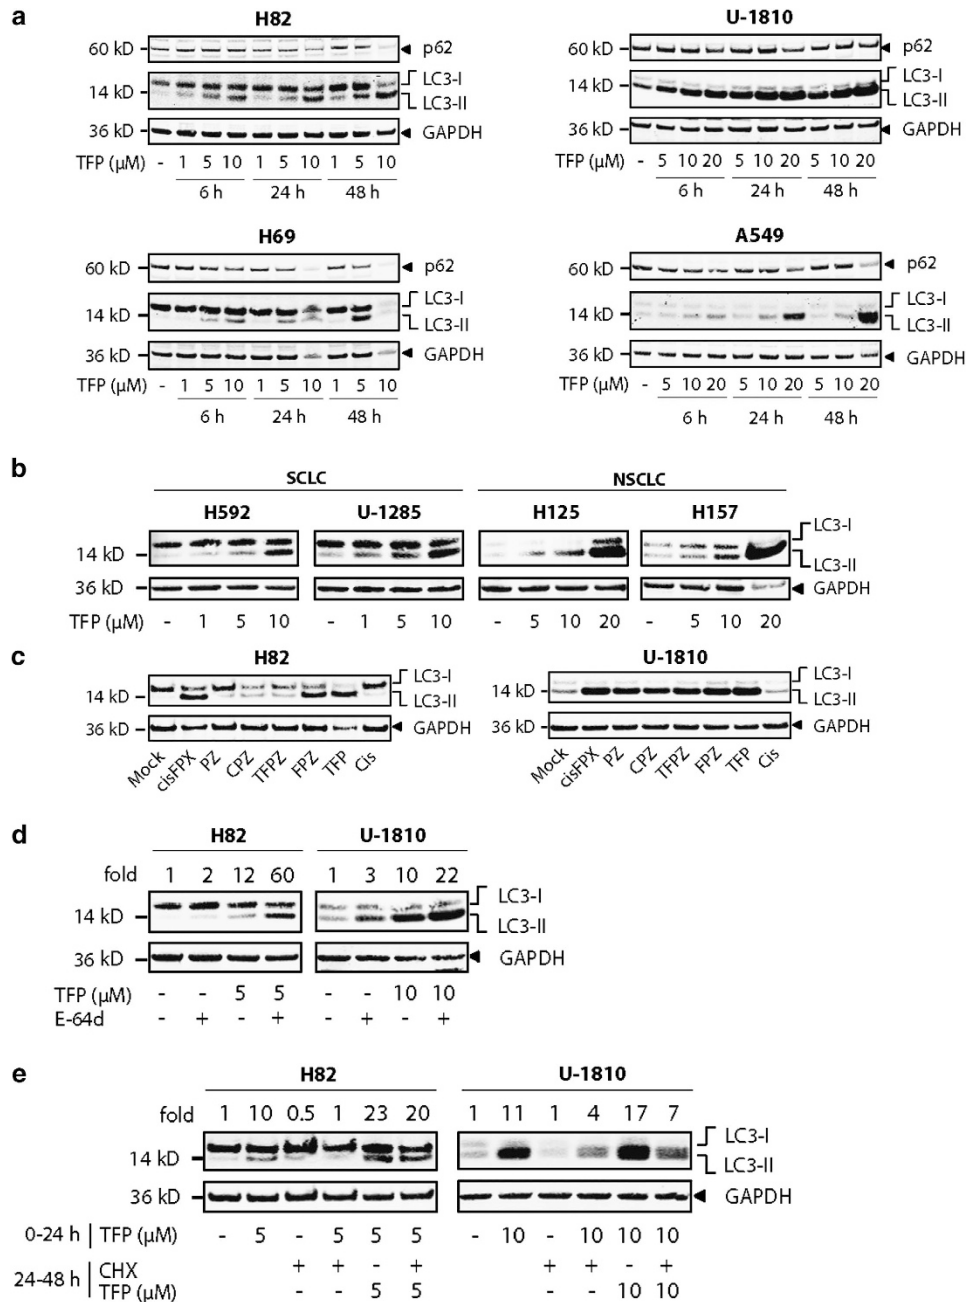 a
H82
60 kD
p62
14 kD
LC3-I
LC3-II
36 kD
GAPDH
TFP (µM) - 1 5 10 1 5 10 1 5 10
6 h 24 h 48 h
U-1810
60 kD
p62
14 kD
LC3-I
LC3-II
36 kD
GAPDH
TFP (µM) - 5 10 20 5 10 20 5 10 20
6 h 24 h 48 h
H69
60 kD
p62
14 kD
LC3-I
LC3-II
36 kD
GAPDH
TFP (µM) - 1 5 10 1 5 10 1 5 10
6 h 24 h 48 h
A549
60 kD
p62
14 kD
LC3-I
LC3-II
36 kD
GAPDH
TFP (µM) - 5 10 20 5 10 20 5 10 20
6 h 24 h 48 h
b
SCLC NSCLC
H592 U-1285 H125 H157
LC3-I
14 kD
LC3-II
36 kD
GAPDH
TFP (µM) - 1 5 10 - 1 5 10 - 5 10 20 - 5 10 20
c
H82
LC3-I
14 kD
LC3-II
36 kD
GAPDH
Mock cisFPX PZ CPZ TFPZ FPZ TFP Cis
U-1810
LC3-I
14 kD
LC3-II
36 kD
GAPDH
Mock cisFPX PZ CPZ TFPZ FPZ TFP Cis
d
H82 U-1810
fold 1 2 12 60 1 3 10 22
LC3-I
14 kD
LC3-II
36 kD
GAPDH
TFP (µM) - - 5 5 - - 10 10
E-64d - + - + - + - +
e
H82 U-1810
fold 1 10 0.5 1 23 20 1 11 1 4 17 7
LC3-I
14 kD
LC3-II
36 kD
GAPDH
0-24 h TFP (µM) - 5 - 5 5 5 - 10 - 10 10 10
24-48 h CHX + + - + + + - +
TFP (µM) - - 5 5 - - 10 10